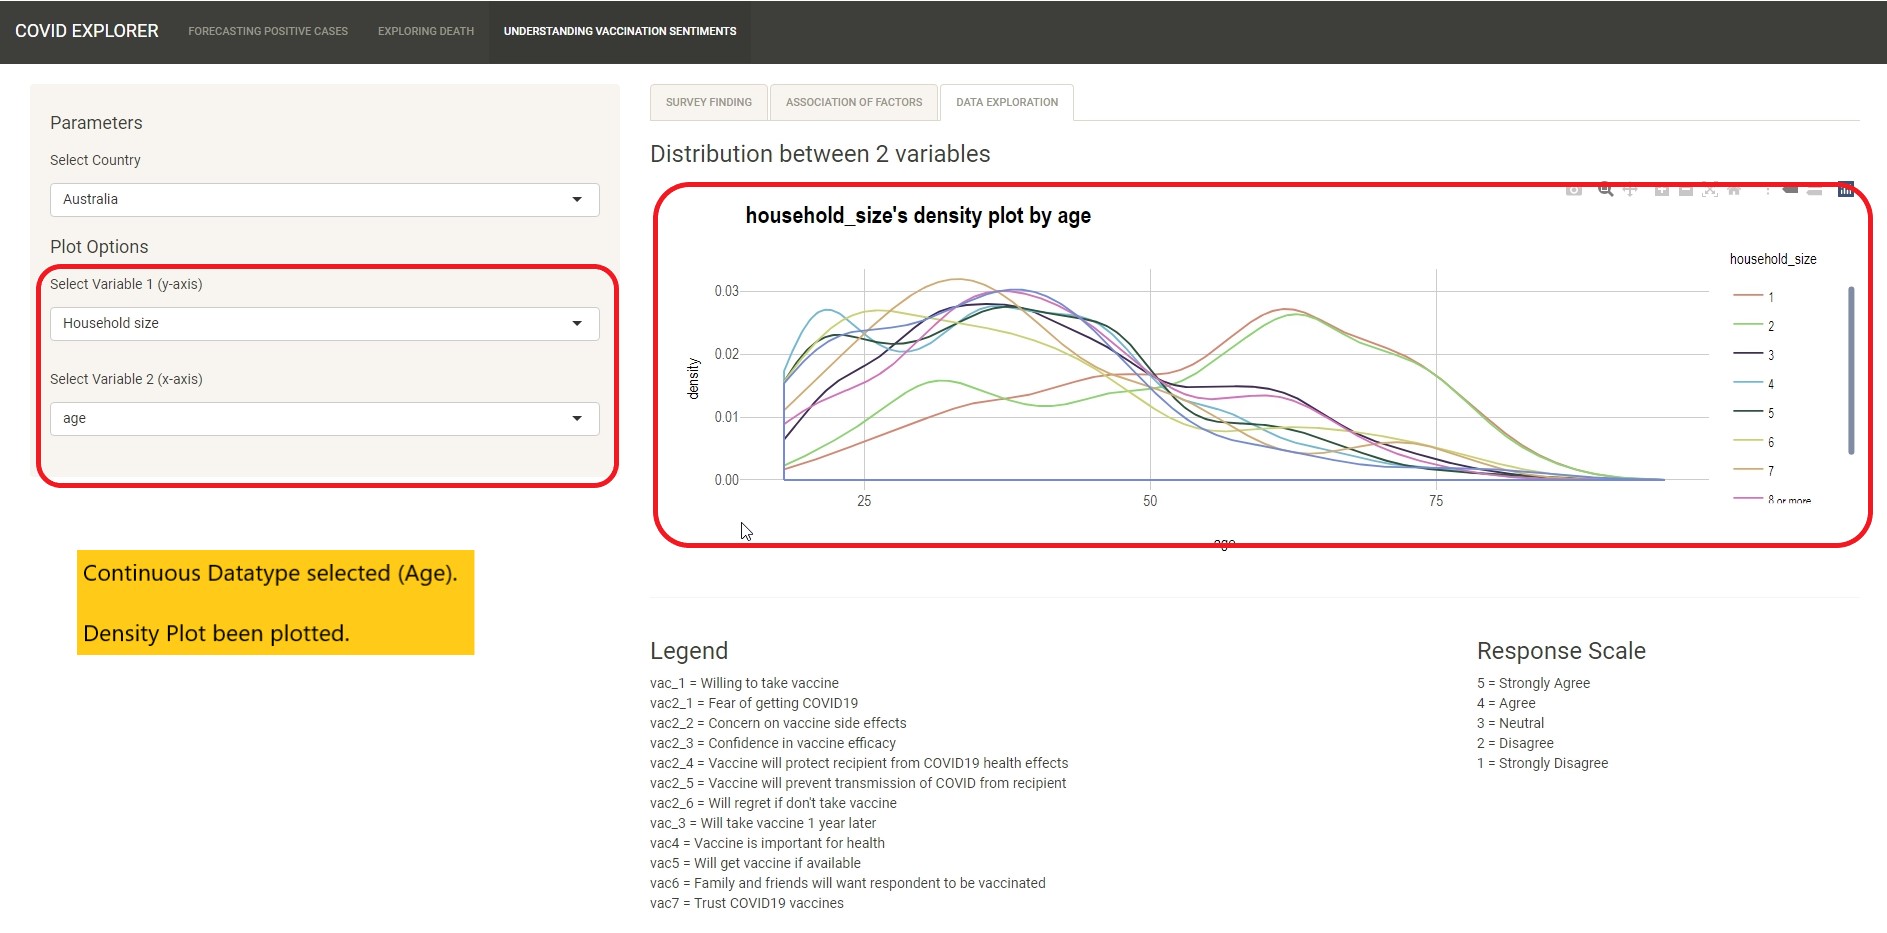 COVID EXPLORER
FORECASTING POSITIVE CASES
EXPLORING DEATH
UNDERSTANDING VACCINATION SENTIMENTS
Parameters
Select Country
Australia
Plot Options
Select Variable 1 (y-axis)
Household size
Select Variable 2 (x-axis)
age
Continuous Datatype selected (Age).
Density Plot been plotted.
SURVEY FINDING
ASSOCIATION OF FACTORS
DATA EXPLORATION
Distribution between 2 variables
household_size's density plot by age
density
0.03
0.02
0.01
0.00
25
50
75
age
household_size
1
2
3
4
5
6
7
8 or more
Legend
vac_1 = Willing to take vaccine
vac2_1 = Fear of getting COVID19
vac2_2 = Concern on vaccine side effects
vac2_3 = Confidence in vaccine efficacy
vac2_4 = Vaccine will protect recipient from COVID19 health effects
vac2_5 = Vaccine will prevent transmission of COVID from recipient
vac2_6 = Will regret if don't take vaccine
vac_3 = Will take vaccine 1 year later
vac4 = Vaccine is important for health
vac5 = Will get vaccine if available
vac6 = Family and friends will want respondent to be vaccinated
vac7 = Trust COVID19 vaccines
Response Scale
5 = Strongly Agree
4 = Agree
3 = Neutral
2 = Disagree
1 = Strongly Disagree